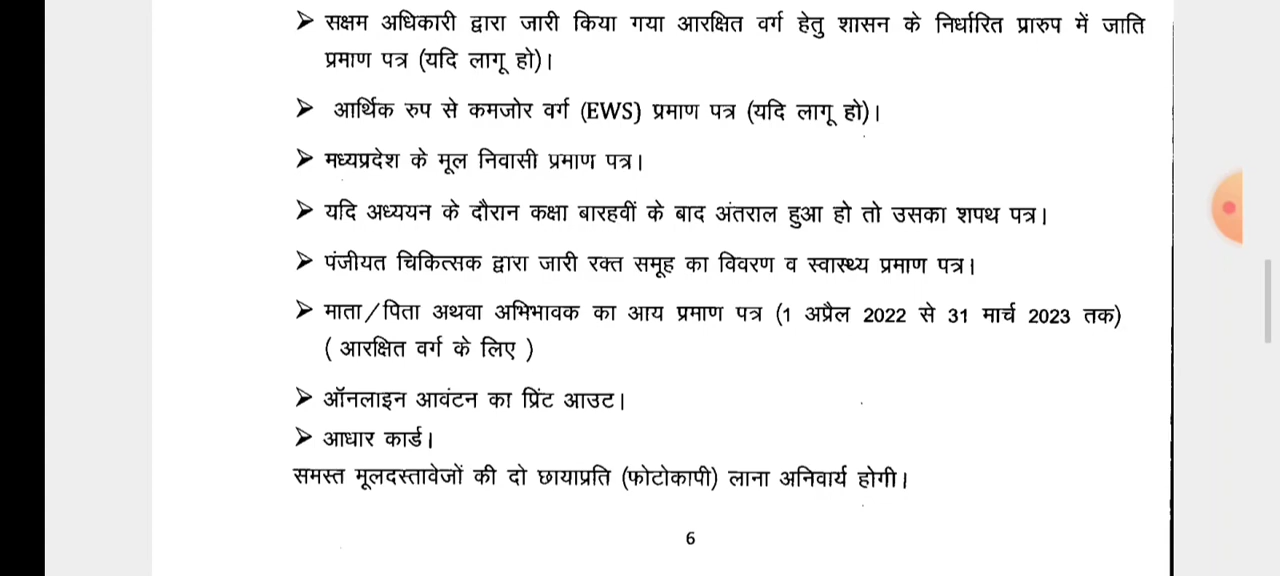 ➢ सक्षम अधिकारी द्वारा जारी किया गया आरक्षित वर्ग हेतु शासन के निर्धारित प्रारुप में जाति
प्रमाण पत्र (यदि लागू हो)।
➢ आर्थिक रुप से कमजोर वर्ग (EWS) प्रमाण पत्र (यदि लागू हो)।
➢ मध्यप्रदेश के मूल निवासी प्रमाण पत्र।
➢ यदि अध्ययन के दौरान कक्षा बारहवीं के बाद अंतराल हुआ हो तो उसका शपथ पत्र।
➢ पंजीयत चिकित्सक द्वारा जारी रक्त समूह का विवरण व स्वास्थ्य प्रमाण पत्र।
➢ माता/पिता अथवा अभिभावक का आय प्रमाण पत्र (1 अप्रैल 2022 से 31 मार्च 2023 तक)
( आरक्षित वर्ग के लिए )
➢ ऑनलाइन आवंटन का प्रिंट आउट।
➢ आधार कार्ड।
समस्त मूलदस्तावेजों की दो छायाप्रति (फोटोकापी) लाना अनिवार्य होगी।
6